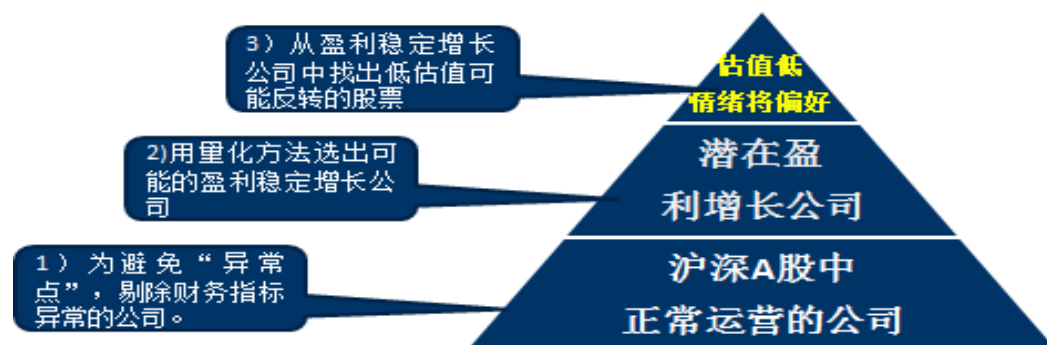 3）从盈利稳定增长
公司中找出低估值可
能反转的股票
估值低
情绪将偏好
2)用量化方法选出可
能的盈利稳定增长公
司
潜在盈
利增长公司
1）为避免“异常
点”，剔除财务指标
异常的公司。
沪深A股中
正常运营的公司